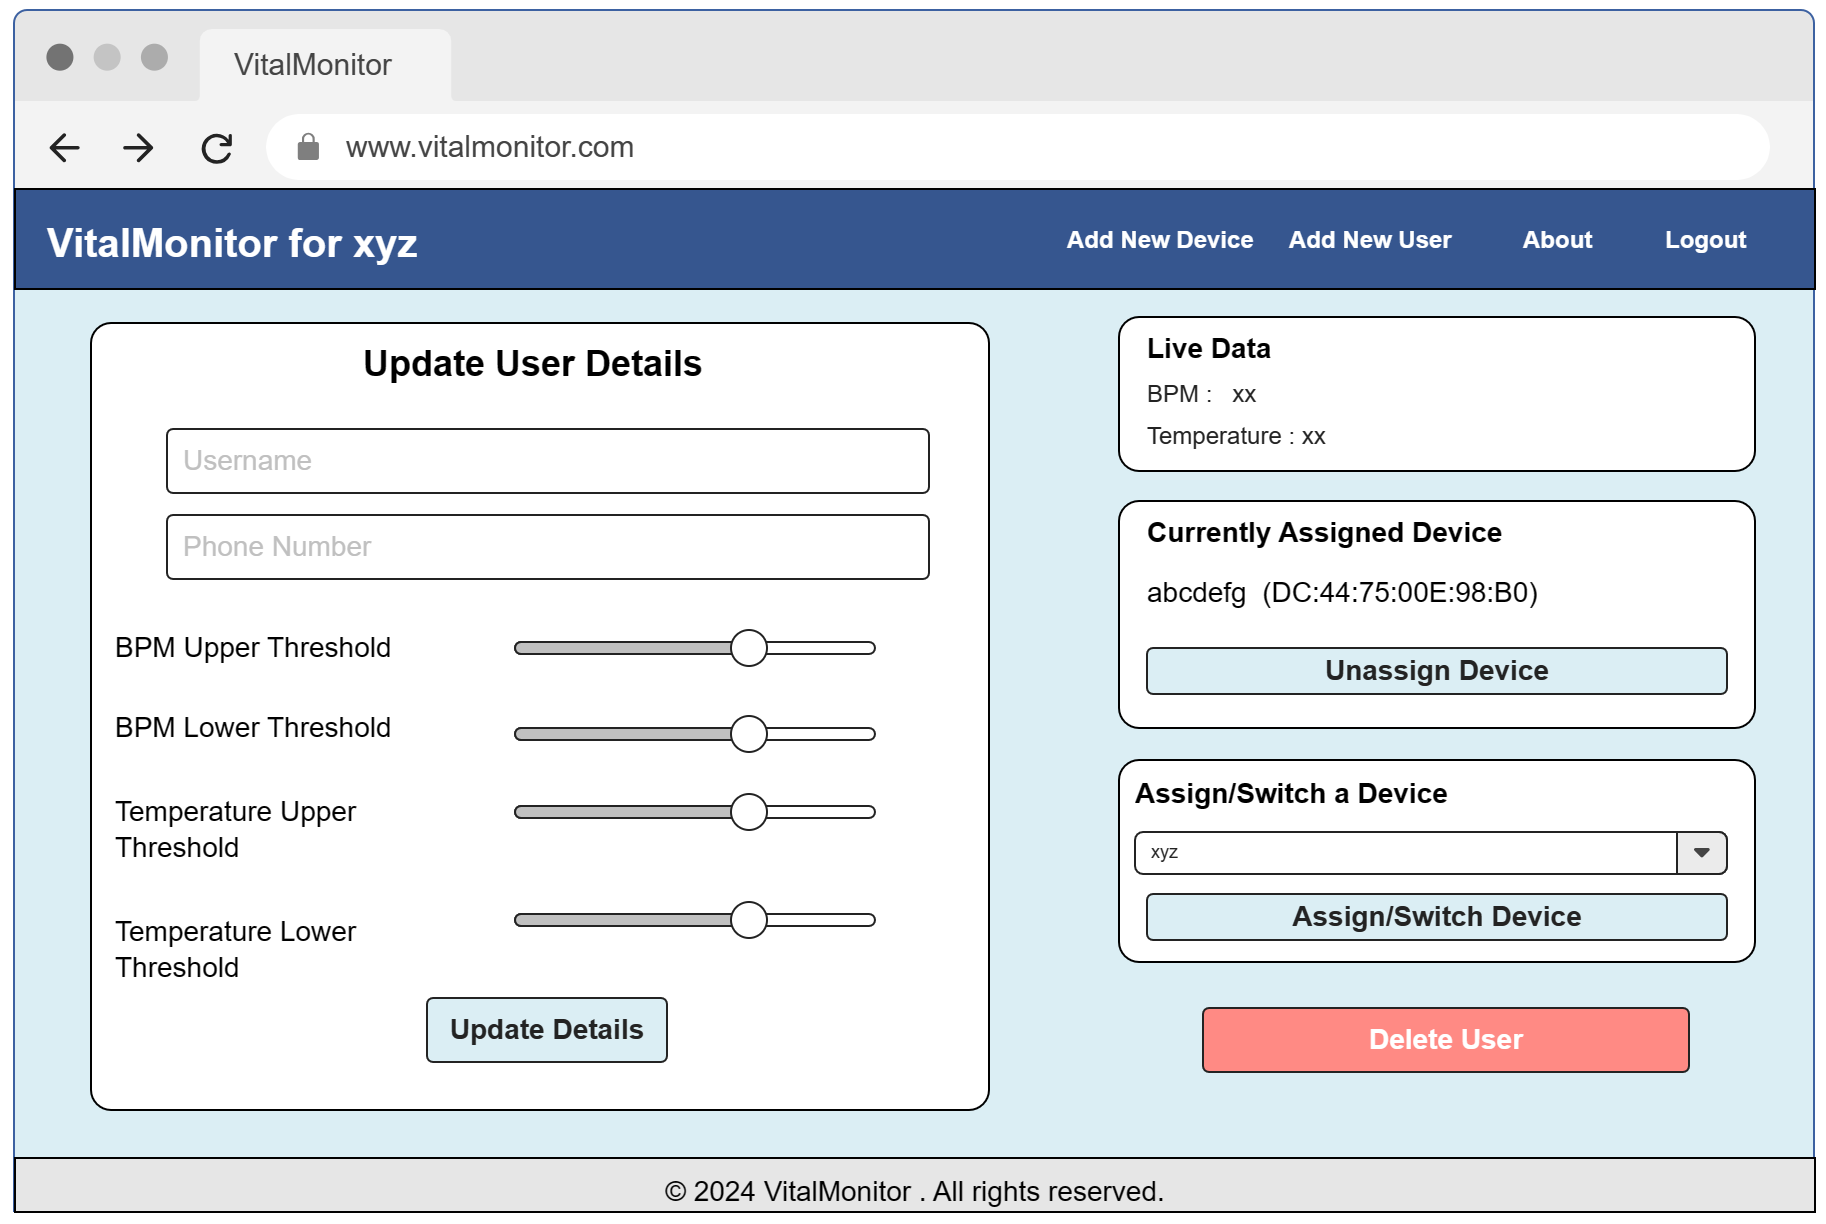 VitalMonitor
www.vitalmonitor.com
VitalMonitor for xyz
Add New Device
Add New User
About
Logout
Update User Details
Username
Phone Number
BPM Upper Threshold
BPM Lower Threshold
Temperature Upper
Threshold
Temperature Lower
Threshold
Update Details
Live Data
BPM : xx
Temperature : xx
Currently Assigned Device
abcdefg (DC:44:75:00E:98:B0)
Unassign Device
Assign/Switch a Device
xyz
Assign/Switch Device
Delete User
© 2024 VitalMonitor . All rights reserved.